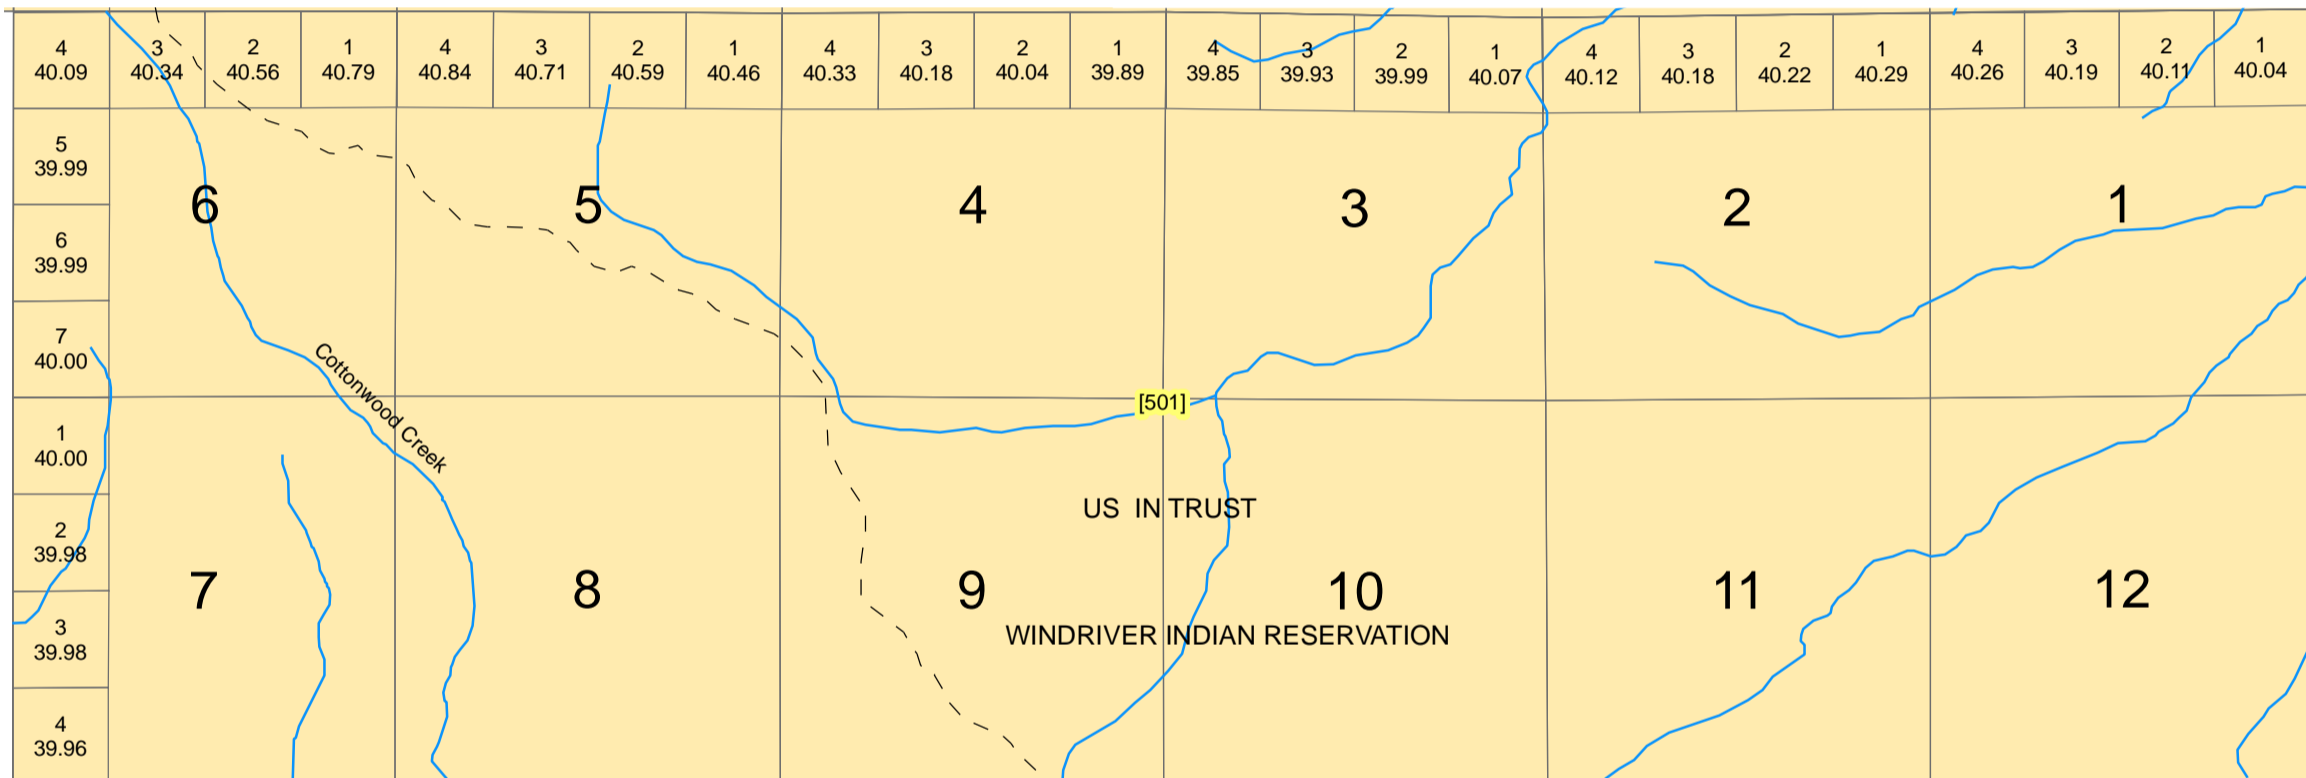 4 3 2 1 4 3 2 1 4 3 2 1 4 3 2 1 4 3 2 1 4 3 2 1
40.09 40.34 40.56 40.79 40.84 40.71 40.59 40.46 40.33 40.18 40.04 39.89 39.85 39.93 39.99 40.07 40.12 40.18 40.22 40.29 40.26 40.19 40.11 40.04
5
39.99
6 5 4 3 2 1
6
39.99
7
40.00
Cottonwood Creek
[501]
1
40.00
US IN TRUST
2
39.98
7 8 9 10 11 12
3
39.98
WINDRIVER INDIAN RESERVATION
4
39.96